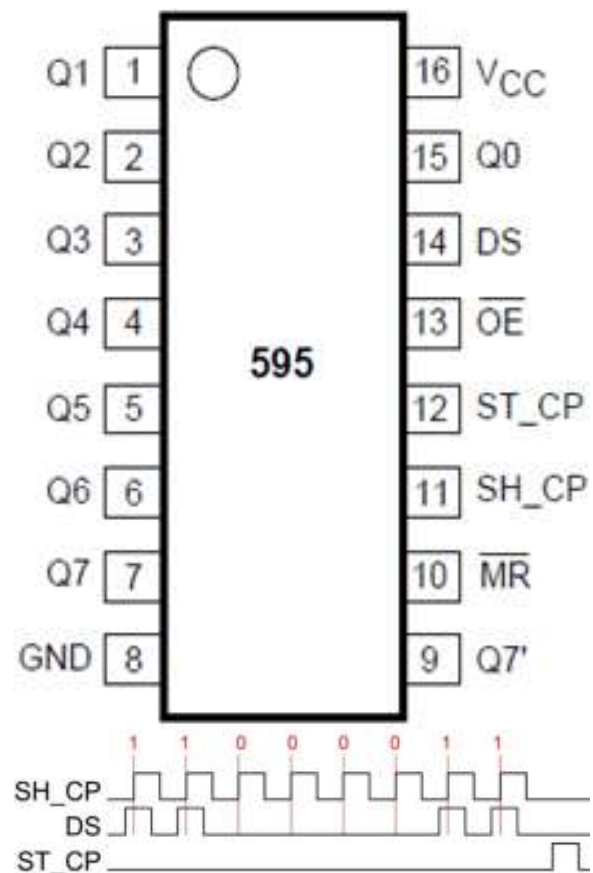 Q1 1 16 VCC
Q2 2 15 Q0
Q3 3 14 DS
Q4 4 13 OE
595
Q5 5 12 ST_CP
Q6 6 11 SH_CP
Q7 7 10 MR
GND 8 9 Q7'
1 1 0 0 0 0 1 1
SH_CP
DS
ST_CP